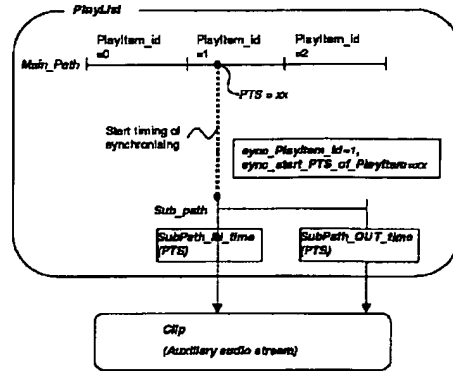 PlayList
PlayItem_id PlayItem_id PlayItem_id
=0 =1 =2
Main_Path
PTS = xx
Start timing of
synchronising
sync_PlayItem_id=1,
sync_start_PTS_of_PlayItem=xx
Sub_path
SubPath_IN_time SubPath_OUT_time
(PTS) (PTS)
Clip
(Auxiliary audio stream)